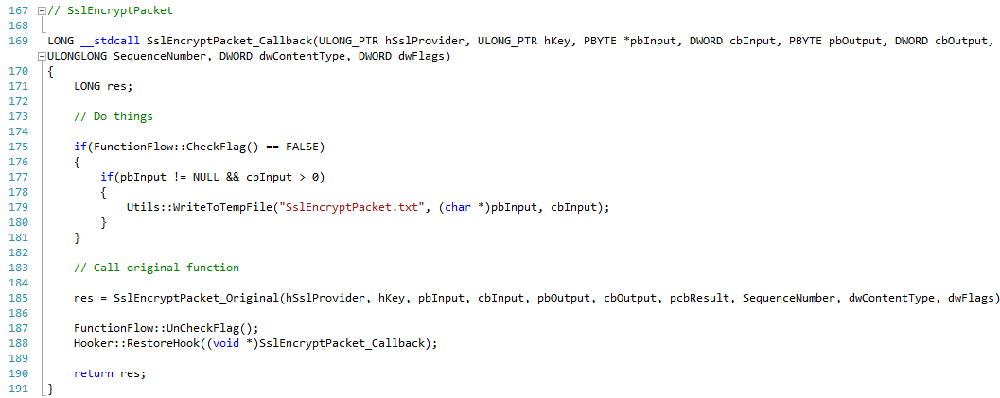 167 // SslEncryptPacket
168
169 LONG __stdcall SslEncryptPacket_Callback(ULONG_PTR hSslProvider, ULONG_PTR hKey, PBYTE *pbInput, DWORD cbInput, PBYTE pbOutput, DWORD cbOutput,
ULONGLONG SequenceNumber, DWORD dwContentType, DWORD dwFlags)
170 {
171 LONG res;
172
173 // Do things
174
175 if(FunctionFlow::CheckFlag() == FALSE)
176 {
177 if(pbInput != NULL && cbInput > 0)
178 {
179 Utils::WriteToTempFile("SslEncryptPacket.txt", (char *)pbInput, cbInput);
180 }
181 }
182
183 // Call original function
184
185 res = SslEncryptPacket_Original(hSslProvider, hKey, pbInput, cbInput, pbOutput, cbOutput, pcbResult, SequenceNumber, dwContentType, dwFlags)
186
187 FunctionFlow::UnCheckFlag();
188 Hooker::RestoreHook((void *)SslEncryptPacket_Callback);
189
190 return res;
191 }